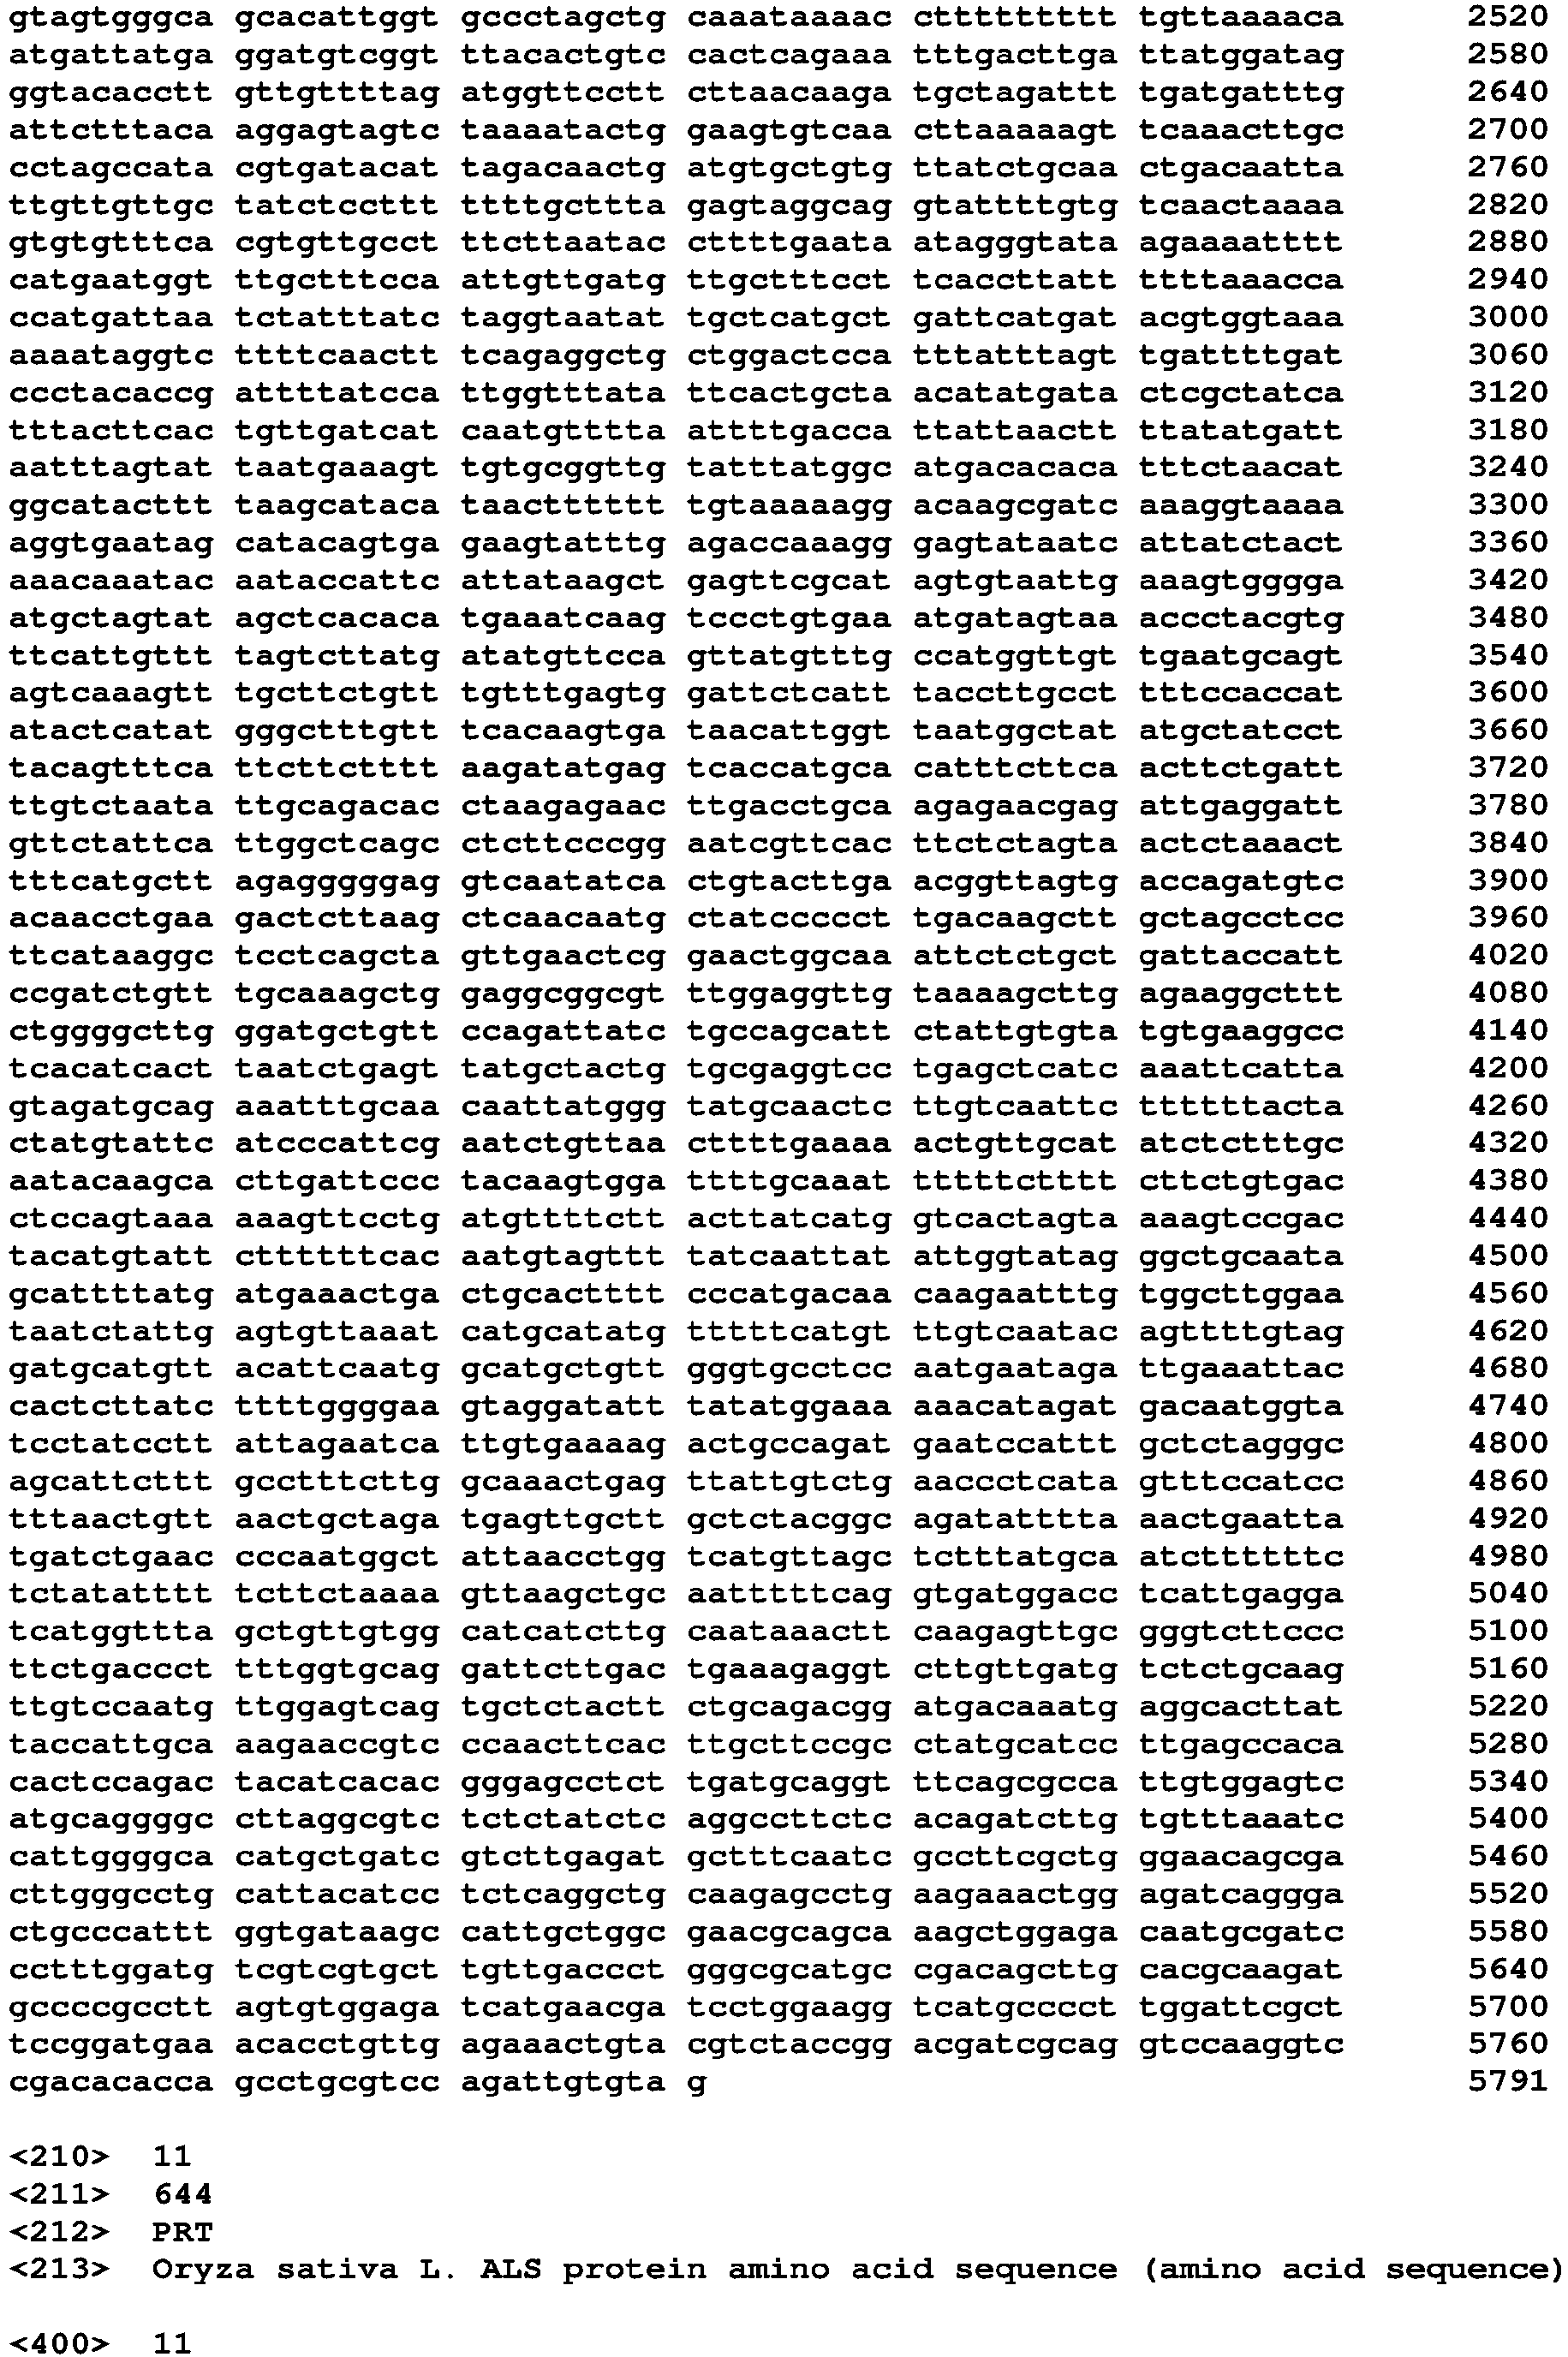 gtagtgggca gcacattggt gccctagctg caaataaaac cttttttttt tgttaaaaca 2520
atgattatga ggatgtcggt ttacactgtc cactcagaaa tttgacttga ttatggatag 2580
ggtacacctt gttgttttag atggttcctt cttaacaaga tgctagattt tgatgatttg 2640
attctttaca aggagtagtc taaaatactg gaagtgtcaa cttaaaaagt tcaaacttgc 2700
cctagccata cgtgatacat tagacaactg atgtgctgtg ttatctgcaa ctgacaatta 2760
ttgttgttgc tatctccttt ttttgcttta gagtaggcag gtattttgtg tcaactaaaa 2820
gtgtgtttca cgtgttgcct ttcttaatac cttttgaata atagggtata agaaaatttt 2880
catgaatggt ttgctttcca attgttgatg ttgctttcct tcaccttatt ttttaaacca 2940
ccatgattaa tctatttatc taggtaatat tgctcatgct gattcatgat acgtggtaaa 3000
aaaataggtc ttttcaactt tcagaggctg ctggactcca tttatttagt tgattttgat 3060
ccctacaccg attttatcca ttggtttata ttcactgcta acatatgata ctcgctatca 3120
tttacttcac tgttgatcat caatgtttta attttgacca ttattaactt ttatatgatt 3180
aatttagtat taatgaaagt tgtgcggttg tatttatggc atgacacaca tttctaacat 3240
ggcatacttt taagcataca taactttttt tgtaaaaagg acaagcgatc aaaggtaaaa 3300
aggtgaatag catacagtga gaagtatttg agaccaaagg gagtataatc attatctact 3360
aaacaaatac aataccattc attataagct gagttcgcat agtgtaattg aaagtgggga 3420
atgctagtat agctcacaca tgaaatcaag tccctgtgaa atgatagtaa accctacgtg 3480
ttcattgttt tagtcttatg atatgttcca gttatgtttg ccatggttgt tgaatgcagt 3540
agtcaaagtt tgcttctgtt tgtttgagtg gattctcatt taccttgcct tttccaccat 3600
atactcatat gggctttgtt tcacaagtga taacattggt taatggctat atgctatcct 3660
tacagtttca ttcttctttt aagatatgag tcaccatgca catttcttca acttctgatt 3720
ttgtctaata ttgcagacac ctaagagaac ttgacctgca agagaacgag attgaggatt 3780
gttctattca ttggctcagc ctcttcccgg aatcgttcac ttctctagta actctaaact 3840
tttcatgctt agagggggag gtcaatatca ctgtacttga acggttagtg accagatgtc 3900
acaacctgaa gactcttaag ctcaacaatg ctatccccct tgacaagctt gctagcctcc 3960
ttcataaggc tcctcagcta gttgaactcg gaactggcaa attctctgct gattaccatt 4020
ccgatctgtt tgcaaagctg gaggcggcgt ttggaggttg taaaagcttg agaaggcttt 4080
ctggggcttg ggatgctgtt ccagattatc tgccagcatt ctattgtgta tgtgaaggcc 4140
tcacatcact taatctgagt tatgctactg tgcgaggtcc tgagctcatc aaattcatta 4200
gtagatgcag aaatttgcaa caattatggg tatgcaactc ttgtcaattc ttttttacta 4260
ctatgtattc atcccattcg aatctgttaa cttttgaaaa actgttgcat atctctttgc 4320
aatacaagca cttgattccc tacaagtgga ttttgcaaat tttttctttt cttctgtgac 4380
ctccagtaaa aaagttcctg atgttttctt acttatcatg gtcactagta aaagtccgac 4440
tacatgtatt cttttttcac aatgtagttt tatcaattat attggtatag ggctgcaata 4500
gcattttatg atgaaactga ctgcactttt cccatgacaa caagaatttg tggcttggaa 4560
taatctattg agtgttaaat catgcatatg tttttcatgt ttgtcaatac agttttgtag 4620
gatgcatgtt acattcaatg gcatgctgtt gggtgcctcc aatgaataga ttgaaattac 4680
cactcttatc ttttggggaa gtaggatatt tatatggaaa aaacatagat gacaatggta 4740
tcctatcctt attagaatca ttgtgaaaag actgccagat gaatccattt gctctagggc 4800
agcattcttt gcctttcttg gcaaactgag ttattgtctg aaccctcata gtttccatcc 4860
tttaactgtt aactgctaga tgagttgctt gctctacggc agatatttta aactgaatta 4920
tgatctgaac cccaatggct attaacctgg tcatgttagc tctttatgca atcttttttc 4980
tctatatttt tcttctaaaa gttaagctgc aatttttcag gtgatggacc tcattgagga 5040
tcatggttta gctgttgtgg catcatcttg caataaactt caagagttgc gggtcttccc 5100
ttctgaccct tttggtgcag gattcttgac tgaaagaggt cttgttgatg tctctgcaag 5160
ttgtccaatg ttggagtcag tgctctactt ctgcagacgg atgacaaatg aggcacttat 5220
taccattgca aagaaccgtc ccaacttcac ttgcttccgc ctatgcatcc ttgagccaca 5280
cactccagac tacatcacac gggagcctct tgatgcaggt ttcagcgcca ttgtggagtc 5340
atgcaggggc cttaggcgtc tctctatctc aggccttctc acagatcttg tgtttaaatc 5400
cattggggca catgctgatc gtcttgagat gctttcaatc gccttcgctg ggaacagcga 5460
cttgggcctg cattacatcc tctcaggctg caagagcctg aagaaactgg agatcaggga 5520
ctgcccattt ggtgataagc cattgctggc gaacgcagca aagctggaga caatgcgatc 5580
cctttggatg tcgtcgtgct tgttgaccct gggcgcatgc cgacagcttg cacgcaagat 5640
gccccgcctt agtgtggaga tcatgaacga tcctggaagg tcatgcccct tggattcgct 5700
tccggatgaa acacctgttg agaaactgta cgtctaccgg acgatcgcag gtccaaggtc 5760
cgacacacca gcctgcgtcc agattgtgta g 5791
<210> 11
<211> 644
<212> PRT
<213> Oryza sativa L. ALS protein amino acid sequence (amino acid sequence)
<400> 11